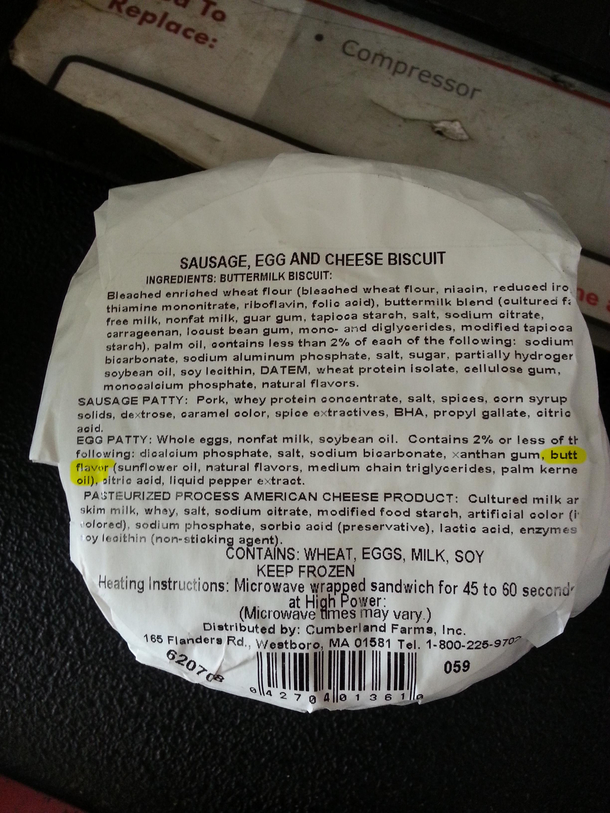 d To
Replace:
• Compressor
ne a
SAUSAGE, EGG AND CHEESE BISCUIT
INGREDIENTS: BUTTERMILK BISCUIT:
Bleached enriched wheat flour (bleached wheat flour, niacin, reduced iro
thiamine mononitrate, riboflavin, folic acid), buttermilk blend (cultured f
free milk, nonfat milk, guar gum, tapioca starch, salt, sodium citrate,
carrageenan, locust bean gum, mono- and diglycerides, modified tapioca
starch), palm oil, contains less than 2% of each of the following: sodium
bicarbonate, sodium aluminum phosphate, salt, sugar, partially hydroger
soybean oil, soy lecithin, DATEM, wheat protein isolate, cellulose gum,
monocalcium phosphate, natural flavors.
SAUSAGE PATTY: Pork, whey protein concentrate, salt, spices, corn syrup
solids, dextrose, caramel color, spice extractives, BHA, propyl gallate, citric
acid.
EGG PATTY: Whole eggs, nonfat milk, soybean oil. Contains 2% or less of th
following: dicalcium phosphate, salt, sodium bicarbonate, xanthan gum, butt
flavor (sunflower oil, natural flavors, medium chain triglycerides, palm kerne
oil), citric acid, liquid pepper extract.
PASTEURIZED PROCESS AMERICAN CHEESE PRODUCT: Cultured milk ar
skim milk, whey, salt, sodium citrate, modified food starch, artificial color (i
olored), sodium phosphate, sorbic acid (preservative), lactic acid, enzymes
oy lecithin (non-sticking agent).
CONTAINS: WHEAT, EGGS, MILK, SOY
KEEP FROZEN
Heating Instructions: Microwave wrapped sandwich for 45 to 60 seconds
at High Power:
(Microwave times may vary.)
Distributed by: Cumberland Farms, Inc.
165 Flanders Rd., Westboro, MA 01581 Tel. 1-800-225-970
62070B
059
0 42704 01361 0